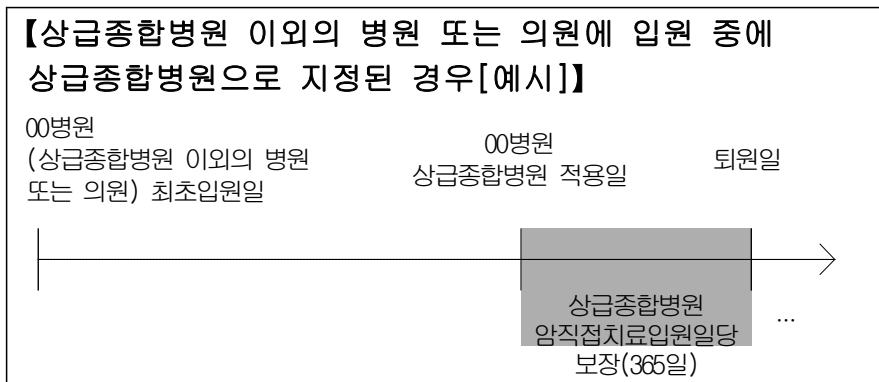 【상급종합병원 이외의 병원 또는 의원에 입원 중에
상급종합병원으로 지정된 경우[예시]】
00병원
(상급종합병원 이외의 병원
또는 의원) 최초입원일
00병원
상급종합병원 적용일
퇴원일
상급종합병원
암직접치료입원일당
보장(365일)
...